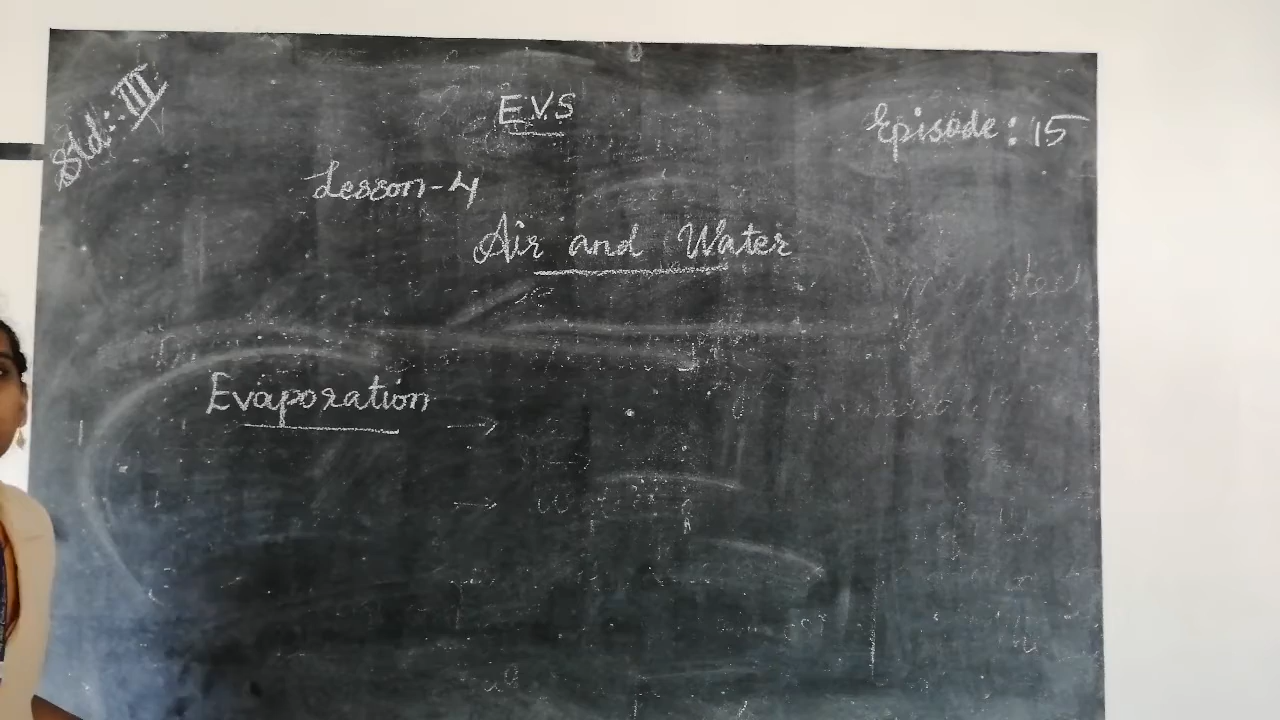 Std:- III
E.V.S
Episode: 15
Lesson-4
Air and Water
Evaporation →
→